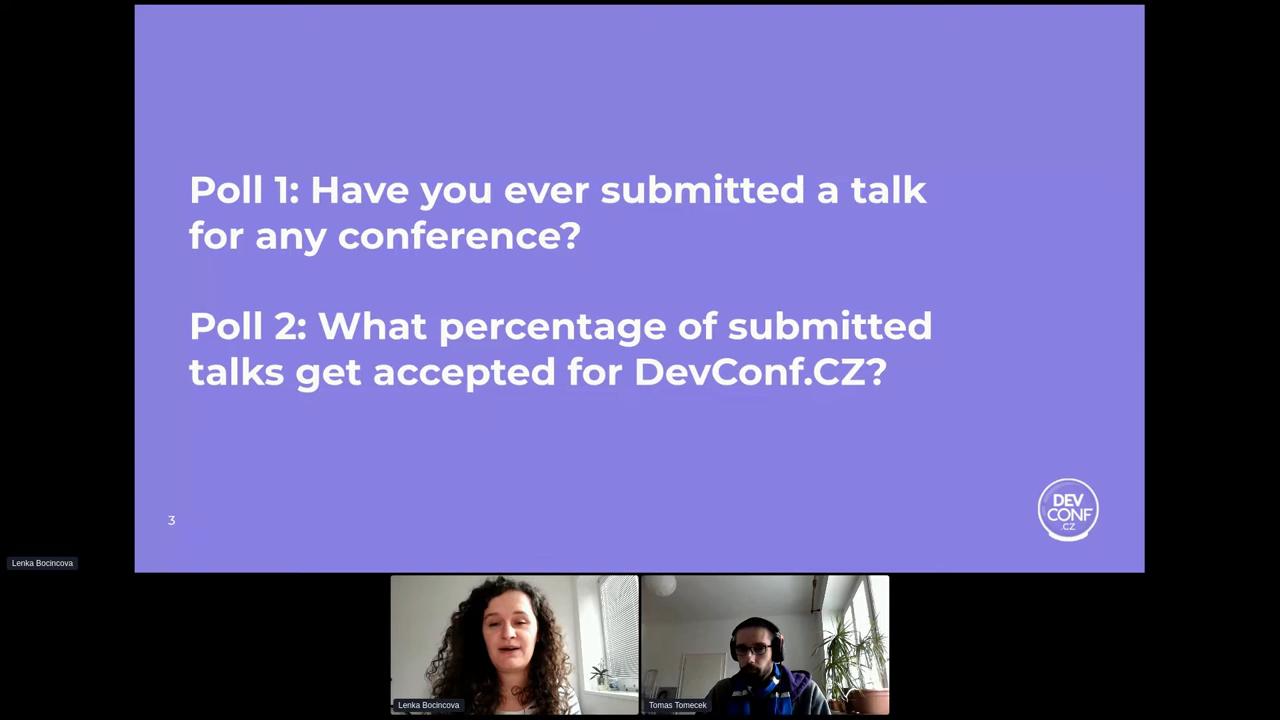 Poll 1: Have you ever submitted a talk
for any conference?
Poll 2: What percentage of submitted
talks get accepted for DevConf.CZ?
3
DEV
CONF
.CZ
Lenka Bocincova
Lenka Bocincova
Tomas Tomecek